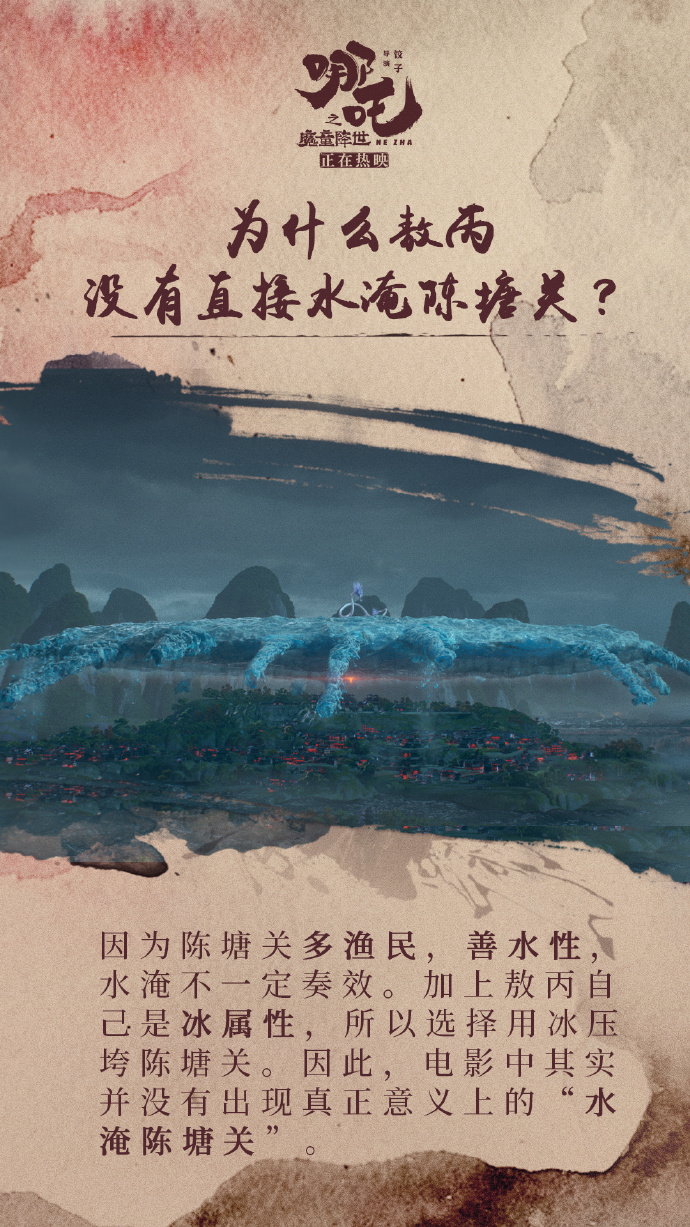 导演
饺子
哪吒
之
魔童降世
NE ZHA
正在热映
为什么敖丙
没有直接水淹陈塘关?
因为陈塘关多渔民，善水性，
水淹不一定奏效。加上敖丙自
己是冰属性，所以选择用冰压
垮陈塘关。因此，电影中其实
并没有出现真正意义上的“水
淹陈塘关”。